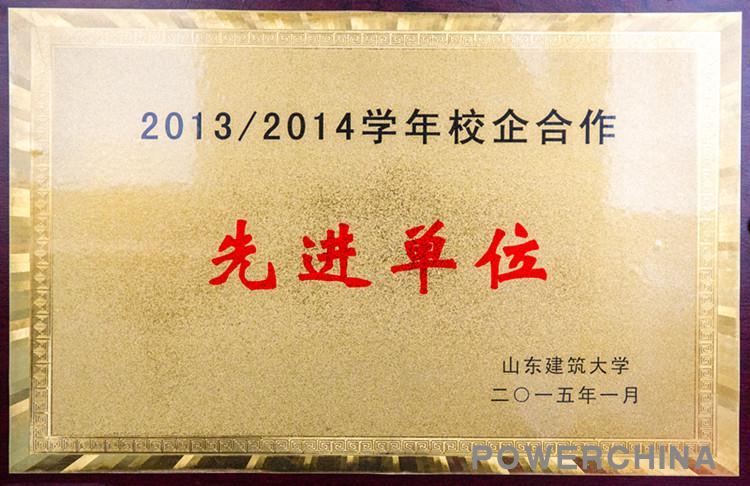 2013/2014学年校企合作
先进单位
山东建筑大学
二〇一五年一月
POWERCHINA